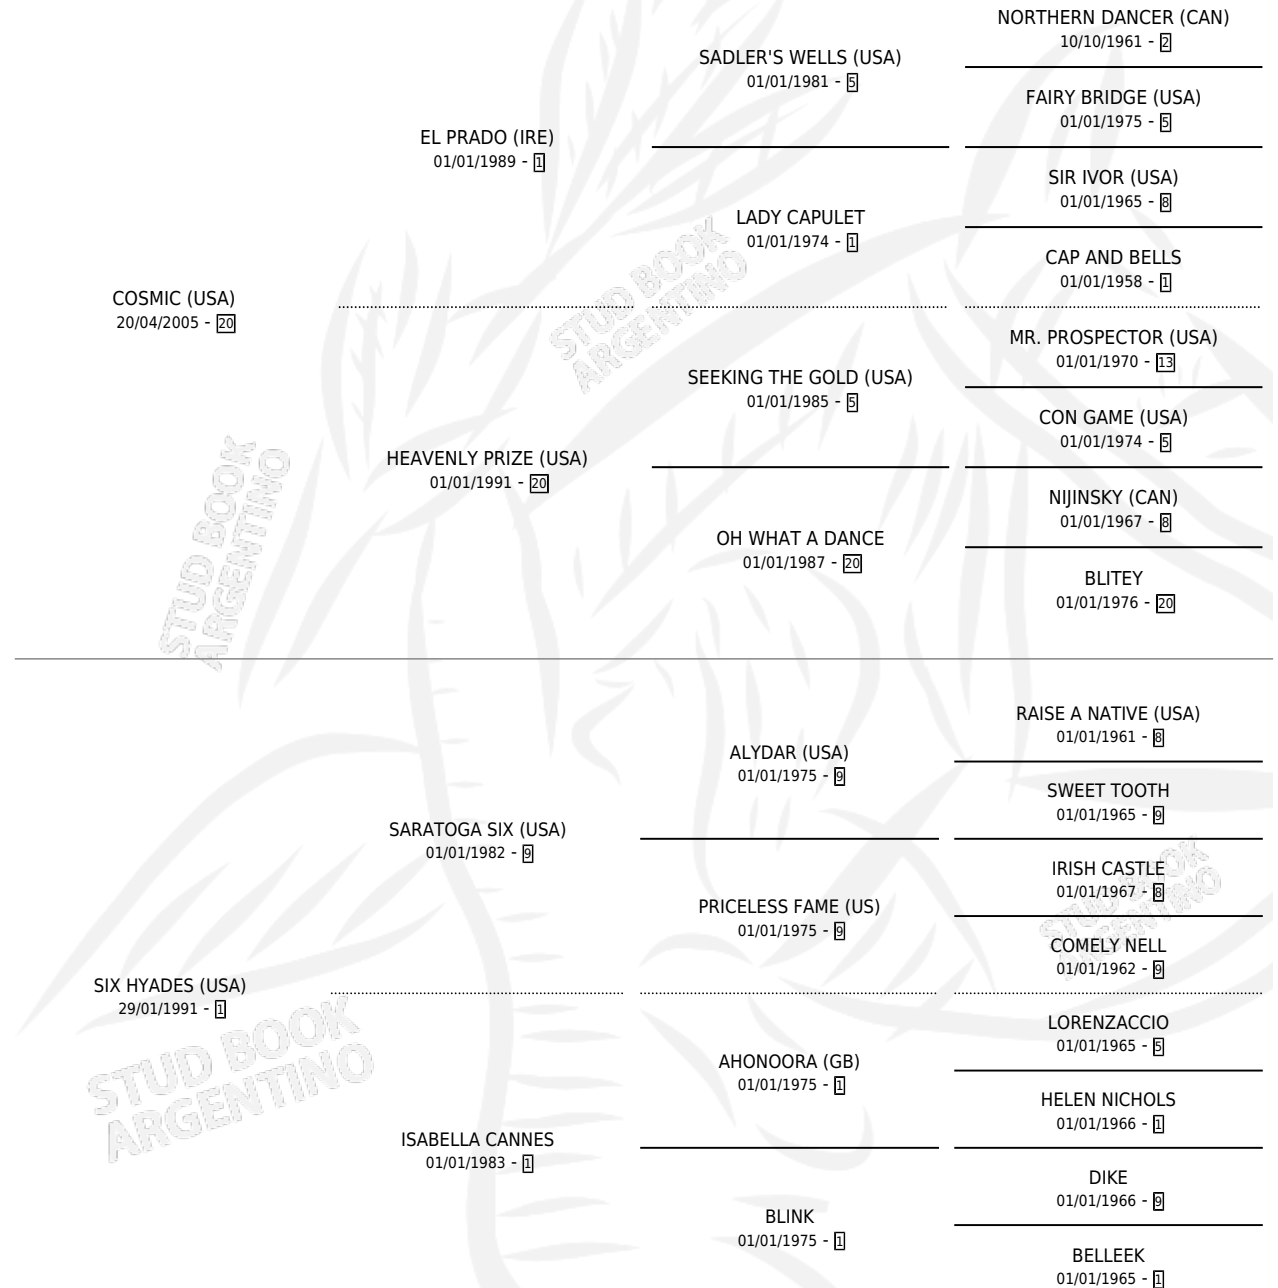 NORTHERN DANCER (CAN)
10/10/1961 - 2
SADLER'S WELLS (USA)
01/01/1981 - 5
FAIRY BRIDGE (USA)
01/01/1975 - 5
EL PRADO (IRE)
01/01/1989 - 1
SIR IVOR (USA)
01/01/1965 - 8
LADY CAPULET
01/01/1974 - 1
CAP AND BELLS
01/01/1958 - 1
COSMIC (USA)
20/04/2005 - 20
STUD BOOK
ARGENTINO
MR. PROSPECTOR (USA)
01/01/1970 - 13
SEEKING THE GOLD (USA)
01/01/1985 - 5
CON GAME (USA)
01/01/1974 - 5
HEAVENLY PRIZE (USA)
01/01/1991 - 20
NIJINSKY (CAN)
01/01/1967 - 8
OH WHAT A DANCE
01/01/1987 - 20
BLITEY
01/01/1976 - 20
STUD BOOK
ARGENTINO
RAISE A NATIVE (USA)
01/01/1961 - 8
ALYDAR (USA)
01/01/1975 - 9
SWEET TOOTH
01/01/1965 - 9
SARATOGA SIX (USA)
01/01/1982 - 9
IRISH CASTLE
01/01/1967 - 8
PRICELESS FAME (US)
01/01/1975 - 9
COMELY NELL
01/01/1962 - 9
STUD BOOK
ARGENTINO
SIX HYADES (USA)
29/01/1991 - 1
LORENZACCIO
01/01/1965 - 5
AHONOORA (GB)
01/01/1975 - 1
HELEN NICHOLS
01/01/1966 - 1
STUD BOOK
ARGENTINO
ISABELLA CANNES
01/01/1983 - 1
DIKE
01/01/1966 - 9
BLINK
01/01/1975 - 1
BELLEEK
01/01/1965 - 1